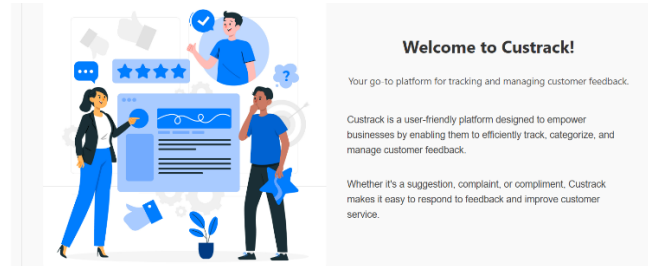 Welcome to Custrack!
Your go-to platform for tracking and managing customer feedback.
Custrack is a user-friendly platform designed to empower
businesses by enabling them to efficiently track, categorize, and
manage customer feedback.
Whether it's a suggestion, complaint, or compliment, Custrack
makes it easy to respond to feedback and improve customer
service.
?